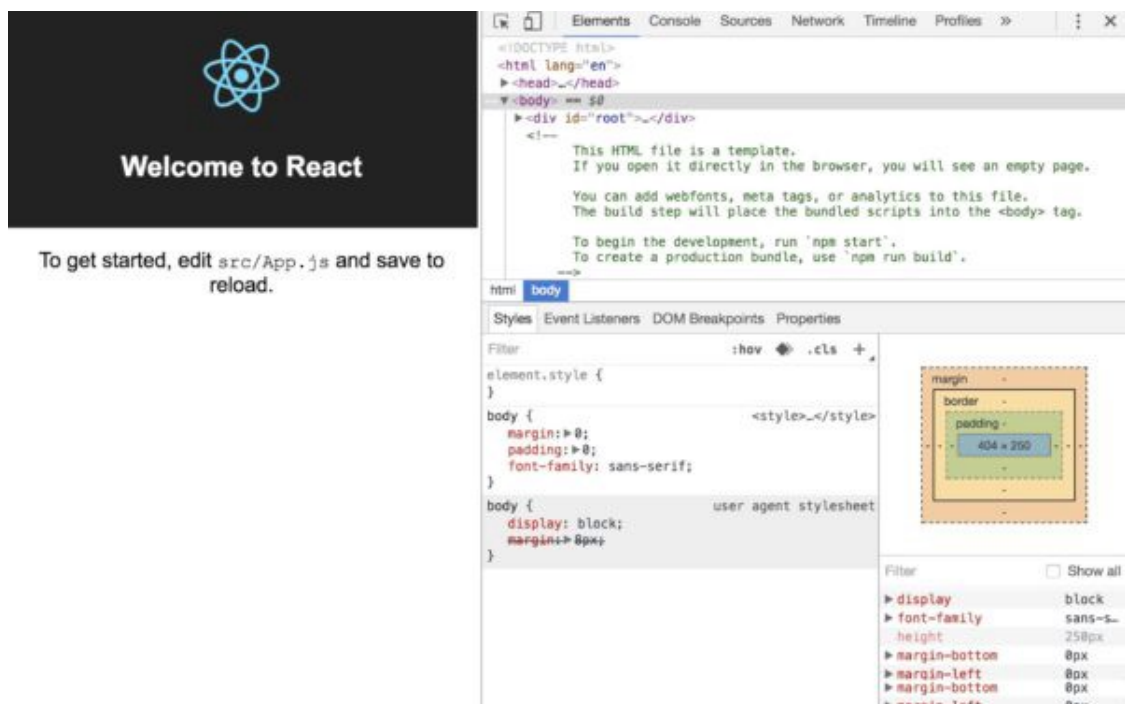 Welcome to React
To get started, edit src/App.js and save to
reload.
Elements Console Sources Network Timeline Profiles »
<!DOCTYPE html>
<html lang="en">
▶<head>…</head>
▼<body> == $0
▶<div id="root">…</div>
<!--
This HTML file is a template.
If you open it directly in the browser, you will see an empty page.
You can add webfonts, meta tags, or analytics to this file.
The build step will place the bundled scripts into the <body> tag.
To begin the development, run `npm start`.
To create a production bundle, use `npm run build`.
-->
html body
Styles Event Listeners DOM Breakpoints Properties
Filter :hov .cls +
element.style {
}
body { <style>…</style>
margin:▶0;
padding:▶0;
font-family: sans-serif;
}
body { user agent stylesheet
display: block;
margin:▶8px;
}
margin -
border -
padding -
- - - 404 × 250 - - -
-
-
-
Filter Show all
▶display block
▶font-family sans-s…
height 250px
▶margin-bottom 0px
▶margin-left 0px
▶margin-bottom 0px